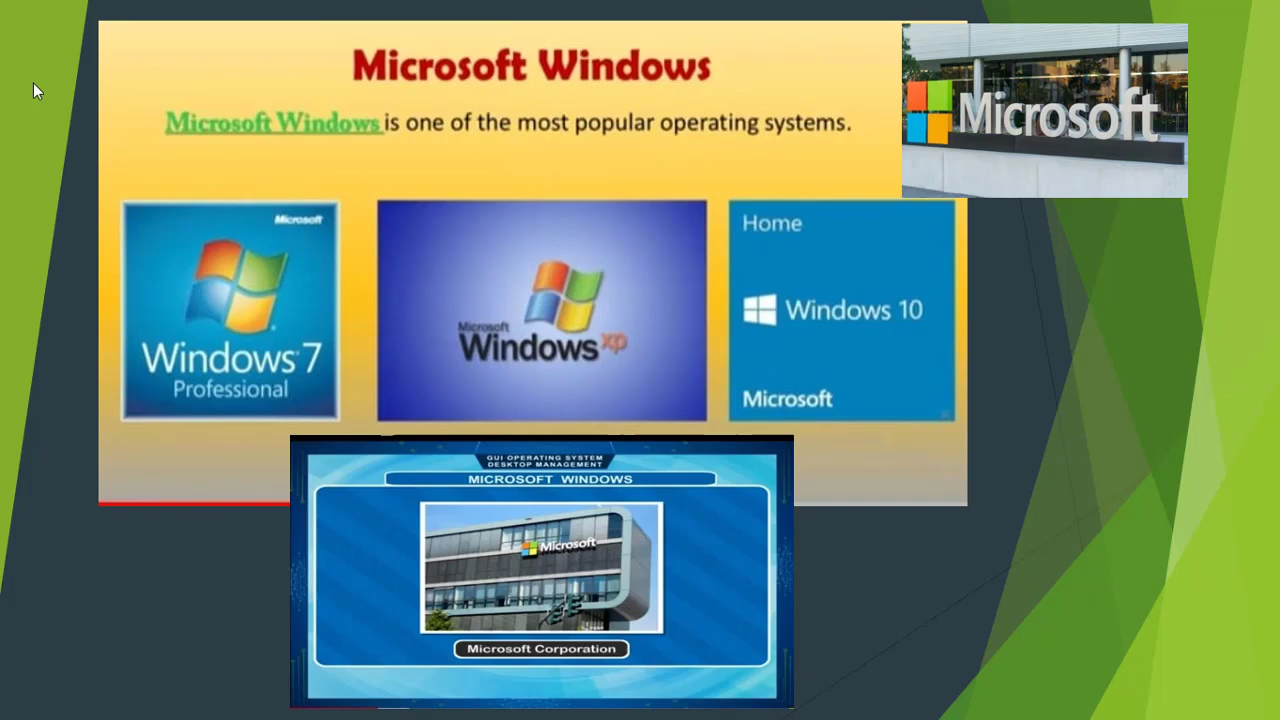 Microsoft Windows
Microsoft Windows is one of the most popular operating systems.
Microsoft
Microsoft
Windows 7
Professional
Microsoft
Windows xp
Home
Windows 10
Microsoft
GUI OPERATING SYSTEM
DESKTOP MANAGEMENT
MICROSOFT WINDOWS
Microsoft
Microsoft Corporation